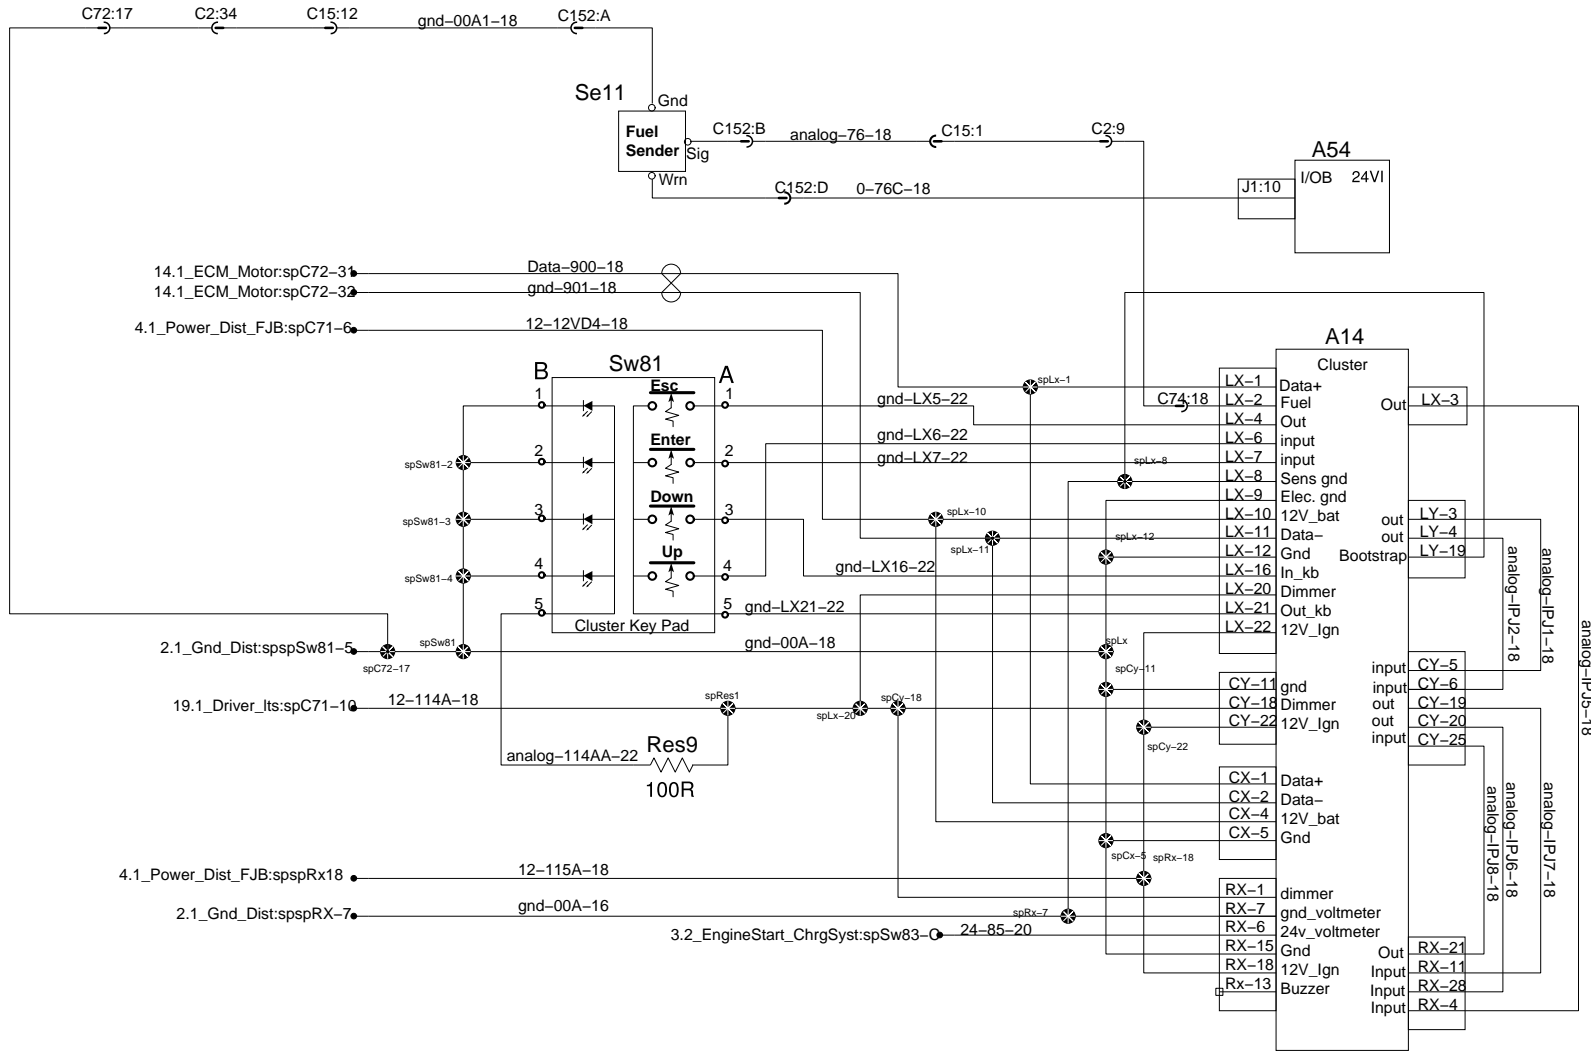 C72:17 C2:34 C15:12 gnd-00A1-18 C152:A
Se11
Gnd
Fuel
Sender
Sig
Wrn
C152:B analog-76-18 C15:1 C2:9
C152:D 0-76C-18
A54
J1:10 I/OB 24VI
14.1_ECM_Motor:spC72-31 Data-900-18
14.1_ECM_Motor:spC72-32 gnd-901-18
4.1_Power_Dist_FJB:spC71-6 12-12VD4-18
Sw81
B A
1 Esc 1
2 Enter 2
3 Down 3
4 Up 4
5 5
Cluster Key Pad
spSw81-2
spSw81-3
spSw81-4
spSw81
gnd-LX5-22
gnd-LX6-22
gnd-LX7-22
gnd-LX16-22
gnd-LX21-22
gnd-00A-18
2.1_Gnd_Dist:spspSw81-5
spC72-17
19.1_Driver_lts:spC71-10 12-114A-18
spRes1
analog-114AA-22
Res9
100R
spLx-20
spCy-18
spLx-1
C74:18
spLx-8
spLx-10
spLx-11
spLx-12
spLx
spCy-11
spCy-22
spCx-5
spRx-18
4.1_Power_Dist_FJB:spspRx18 12-115A-18
2.1_Gnd_Dist:spspRX-7 gnd-00A-16
spRx-7
3.2_EngineStart_ChrgSyst:spSw83-C 24-85-20
A14
Cluster
LX-1 Data+
LX-2 Fuel
LX-4 Out
LX-6 input
LX-7 input
LX-8 Sens gnd
LX-9 Elec. gnd
LX-10 12V_bat
LX-11 Data-
LX-12 Gnd
LX-16 In_kb
LX-20 Dimmer
LX-21 Out_kb
LX-22 12V_Ign
CY-11 gnd
CY-18 Dimmer
CY-22 12V_Ign
CX-1 Data+
CX-2 Data-
CX-4 12V_bat
CX-5 Gnd
RX-1 dimmer
RX-7 gnd_voltmeter
RX-6 24v_voltmeter
RX-15 Gnd
RX-18 12V_Ign
Rx-13 Buzzer
Out LX-3
out LY-3
out LY-4
Bootstrap LY-19
input CY-5
input CY-6
out CY-19
out CY-20
input CY-25
Out RX-21
Input RX-11
Input RX-28
Input RX-4
analog-IPJ2-18
analog-IPJ1-18
analog-IPJ5-18
analog-IPJ8-18
analog-IPJ6-18
analog-IPJ7-18